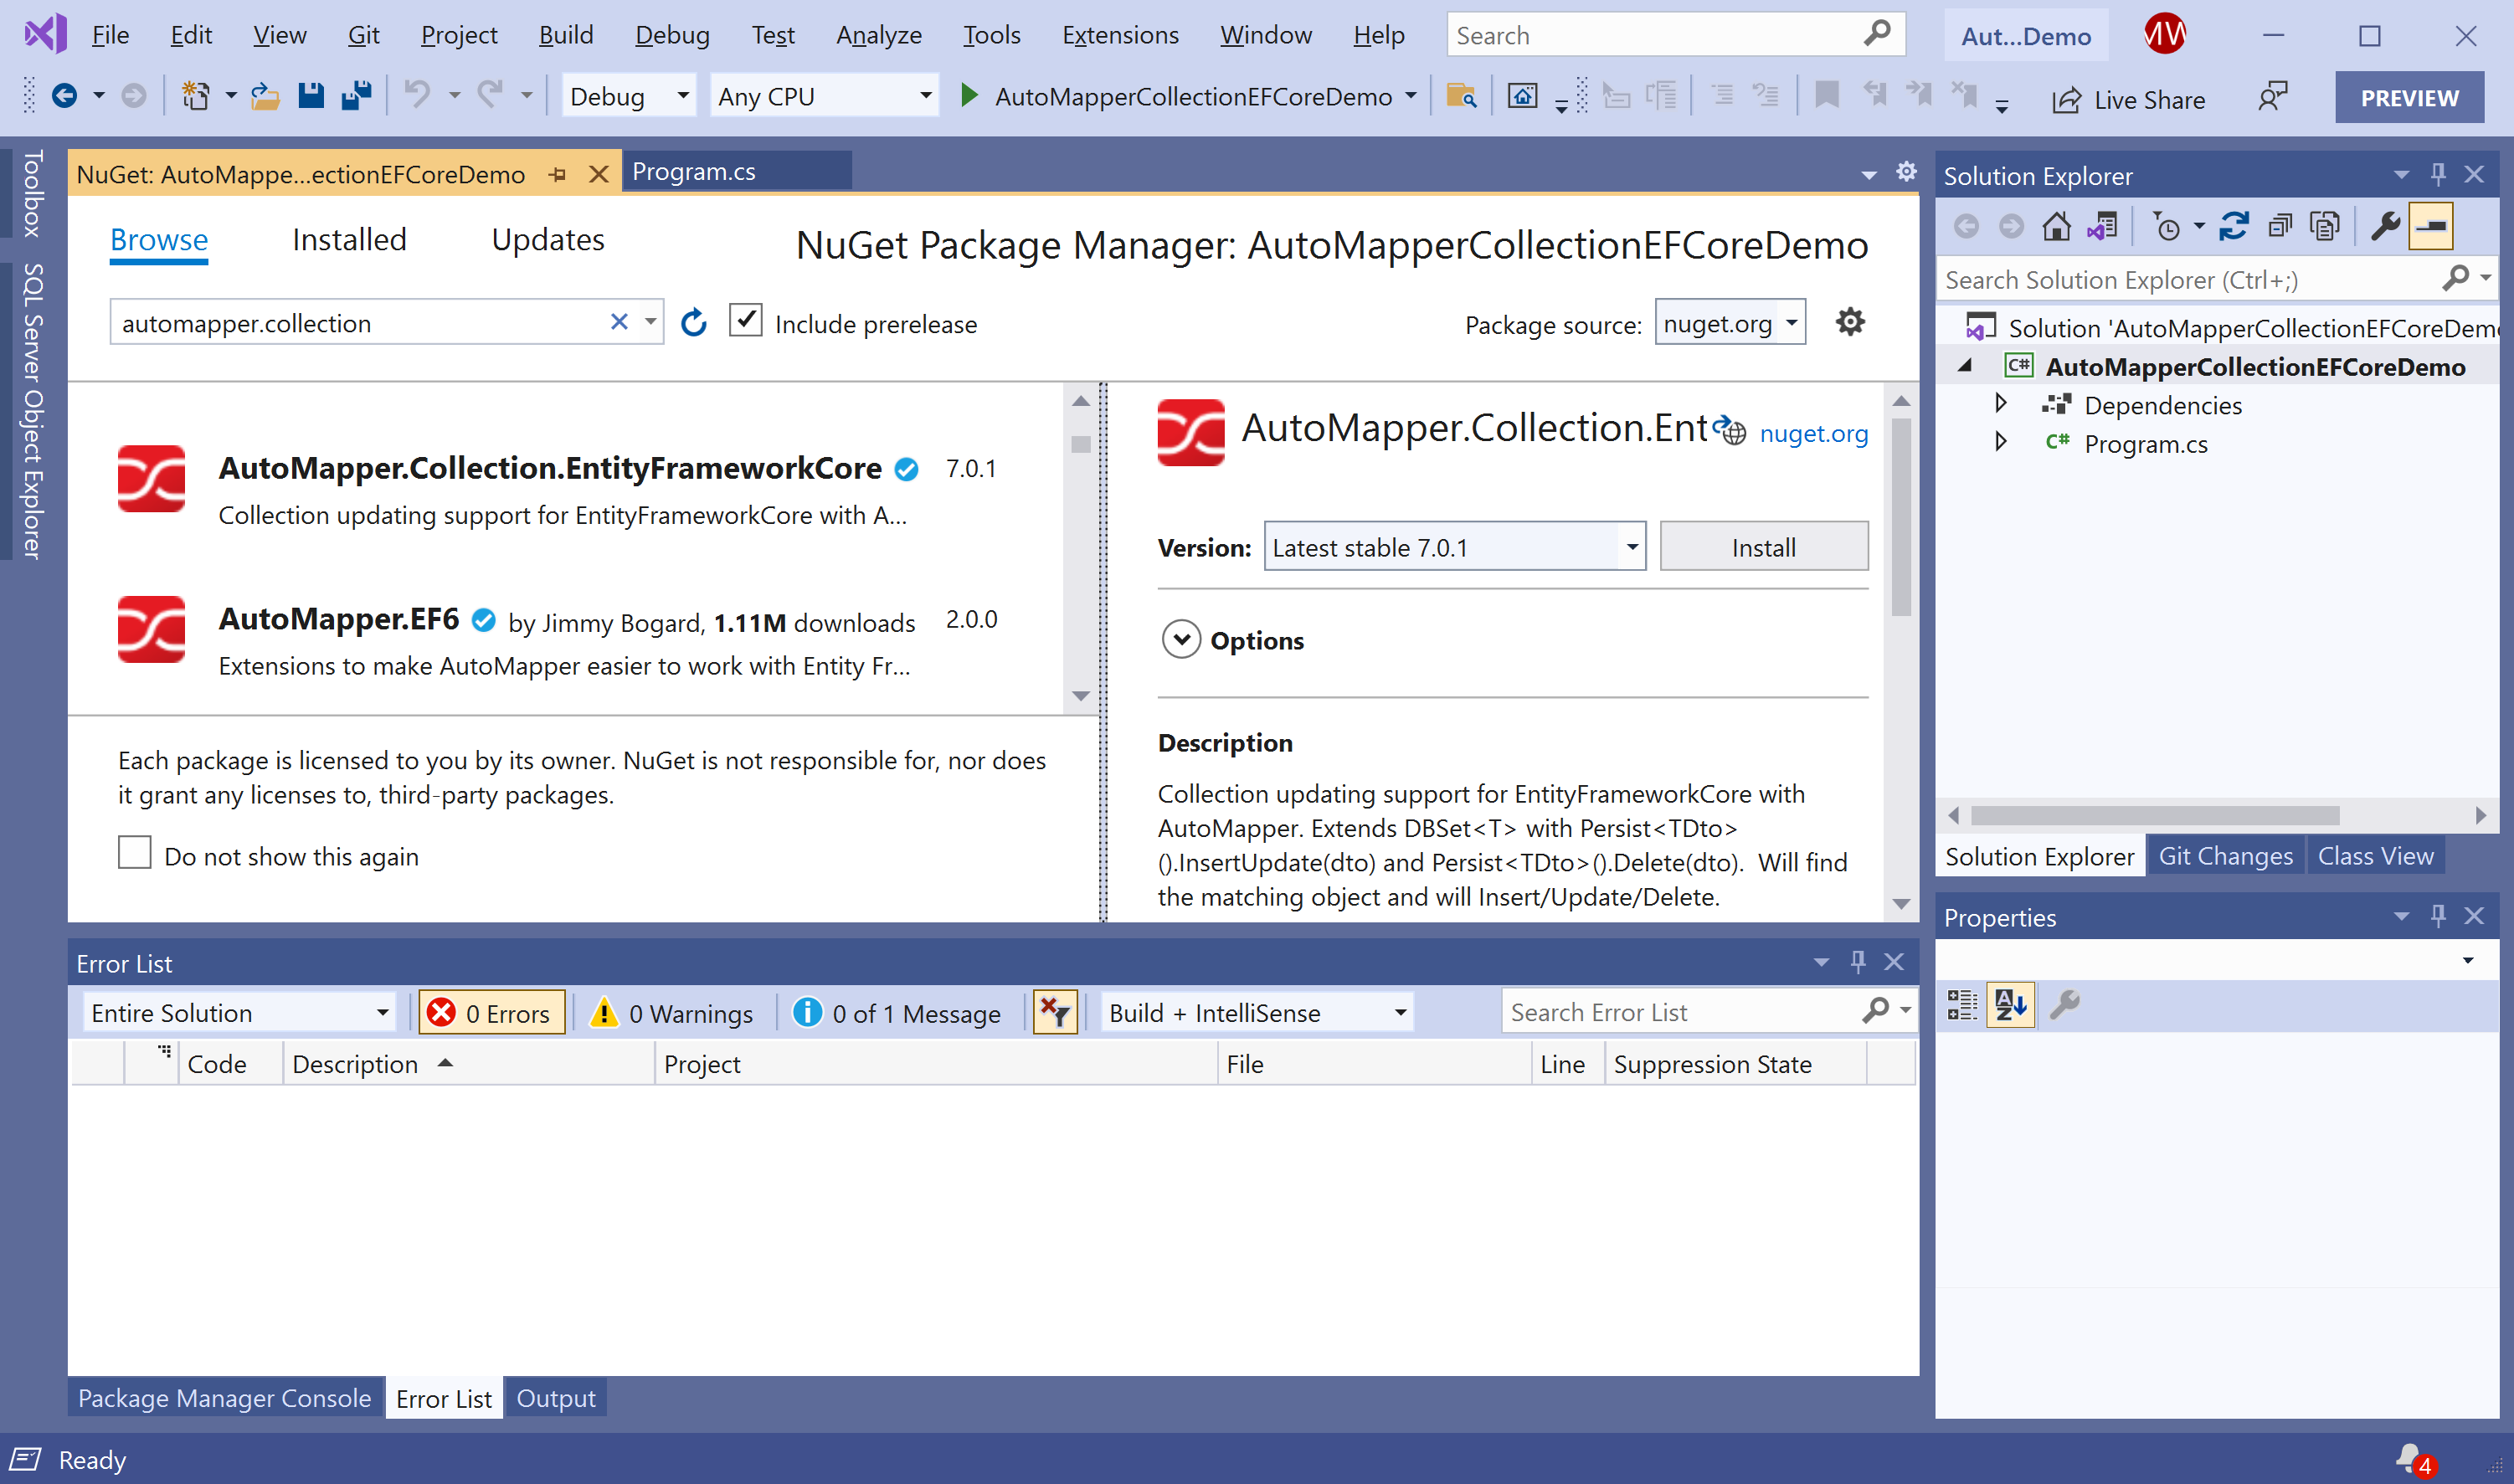 File Edit View Git Project Build Debug Test Analyze Tools Extensions Window Help Search Aut...Demo MW
Debug Any CPU AutoMapperCollectionEFCoreDemo Live Share PREVIEW
Toolbox
SQL Server Object Explorer
NuGet: AutoMappe...ectionEFCoreDemo Program.cs
Browse Installed Updates NuGet Package Manager: AutoMapperCollectionEFCoreDemo
automapper.collection Include prerelease Package source: nuget.org
AutoMapper.Collection.EntityFrameworkCore 7.0.1
Collection updating support for EntityFrameworkCore with A...
AutoMapper.EF6 by Jimmy Bogard, 1.11M downloads 2.0.0
Extensions to make AutoMapper easier to work with Entity Fr...
Each package is licensed to you by its owner. NuGet is not responsible for, nor does
it grant any licenses to, third-party packages.
Do not show this again
AutoMapper.Collection.Ent nuget.org
Version: Latest stable 7.0.1 Install
Options
Description
Collection updating support for EntityFrameworkCore with
AutoMapper. Extends DBSet<T> with Persist<TDto>
().InsertUpdate(dto) and Persist<TDto>().Delete(dto).  Will find
the matching object and will Insert/Update/Delete.
Solution Explorer
Search Solution Explorer (Ctrl+;)
Solution 'AutoMapperCollectionEFCoreDem
C# AutoMapperCollectionEFCoreDemo
Dependencies
C# Program.cs
Solution Explorer Git Changes Class View
Properties
Error List
Entire Solution 0 Errors 0 Warnings 0 of 1 Message Build + IntelliSense Search Error List
Code Description Project File Line Suppression State
Package Manager Console Error List Output
Ready 4